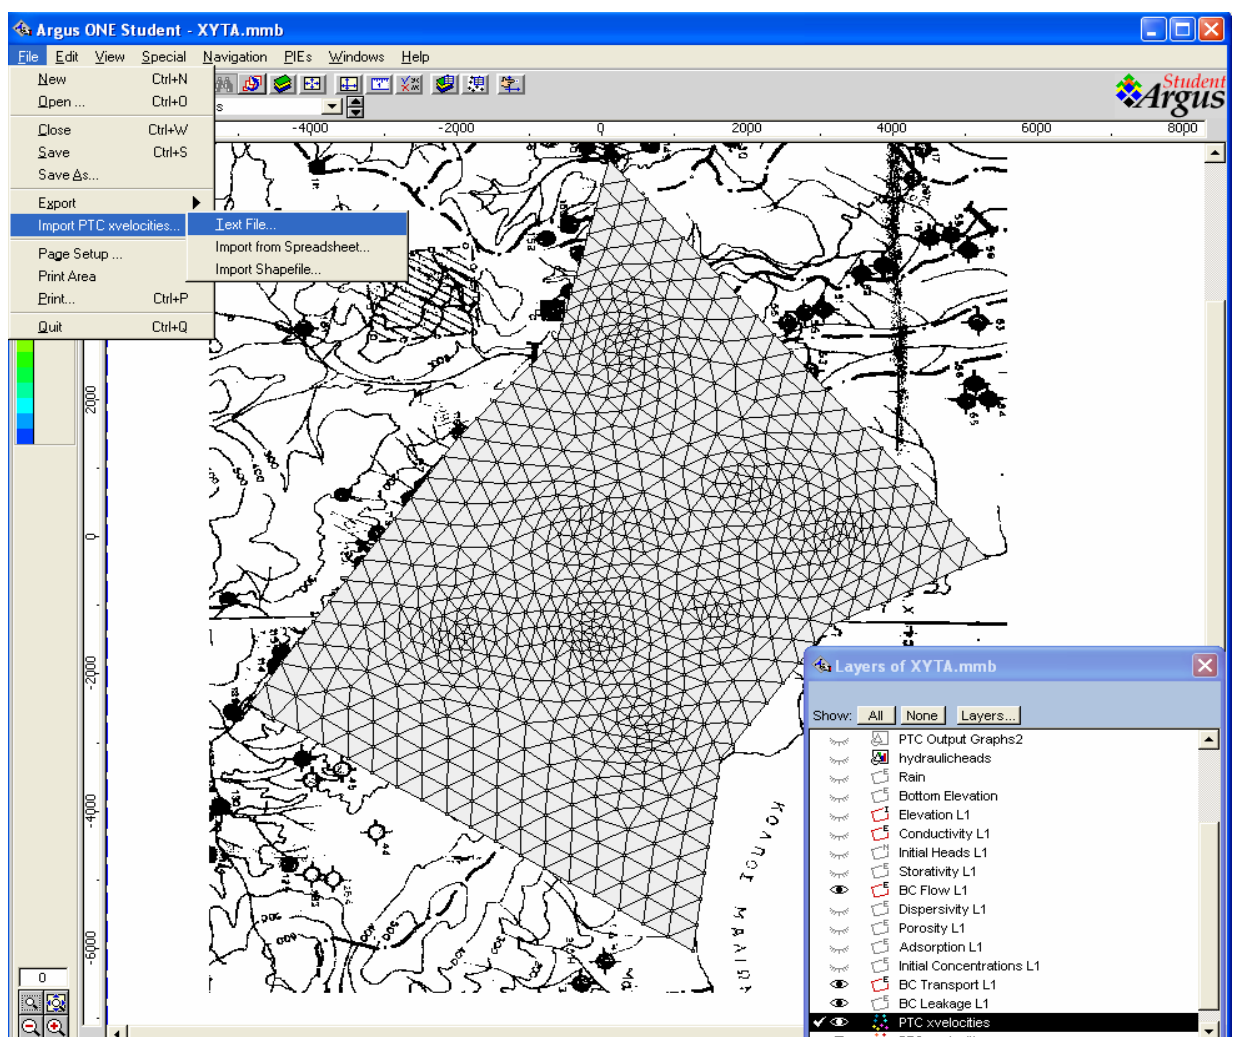 Argus ONE Student - XYTA.mmb
File Edit View Special Navigation PIEs Windows Help
New Ctrl+N
Open ... Ctrl+O
Close Ctrl+W
Save Ctrl+S
Save As...
Export
Import PTC xvelocities...
Page Setup ...
Print Area
Print... Ctrl+P
Quit Ctrl+Q
Text File...
Import from Spreadsheet...
Import Shapefile...
Student
Argus
s
-4000 -2000 0 2000 4000 6000 8000
2000
0
-2000
-4000
-6000
0
ΚΟΛΠΟΣ ΜΑΛΙΑ
Layers of XYTA.mmb
Show: All None Layers...
PTC Output Graphs2
hydraulicheads
Rain
Bottom Elevation
Elevation L1
Conductivity L1
Initial Heads L1
Storativity L1
BC Flow L1
Dispersivity L1
Porosity L1
Adsorption L1
Initial Concentrations L1
BC Transport L1
BC Leakage L1
PTC xvelocities